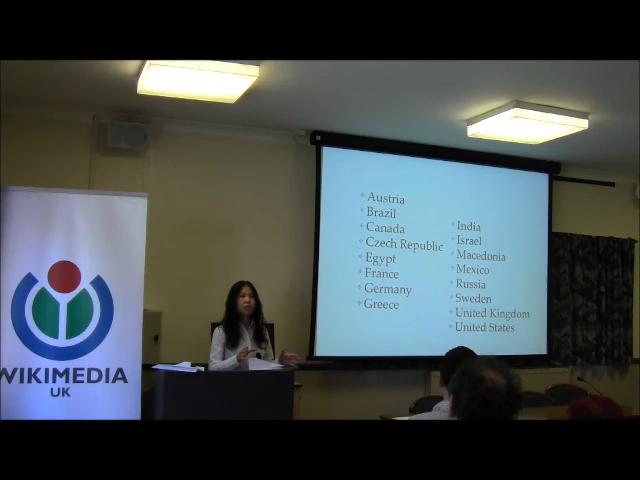 Austria
Brazil
Canada
Czech Republic
Egypt
France
Germany
Greece
India
Israel
Macedonia
Mexico
Russia
Sweden
United Kingdom
United States
WIKIMEDIA
UK